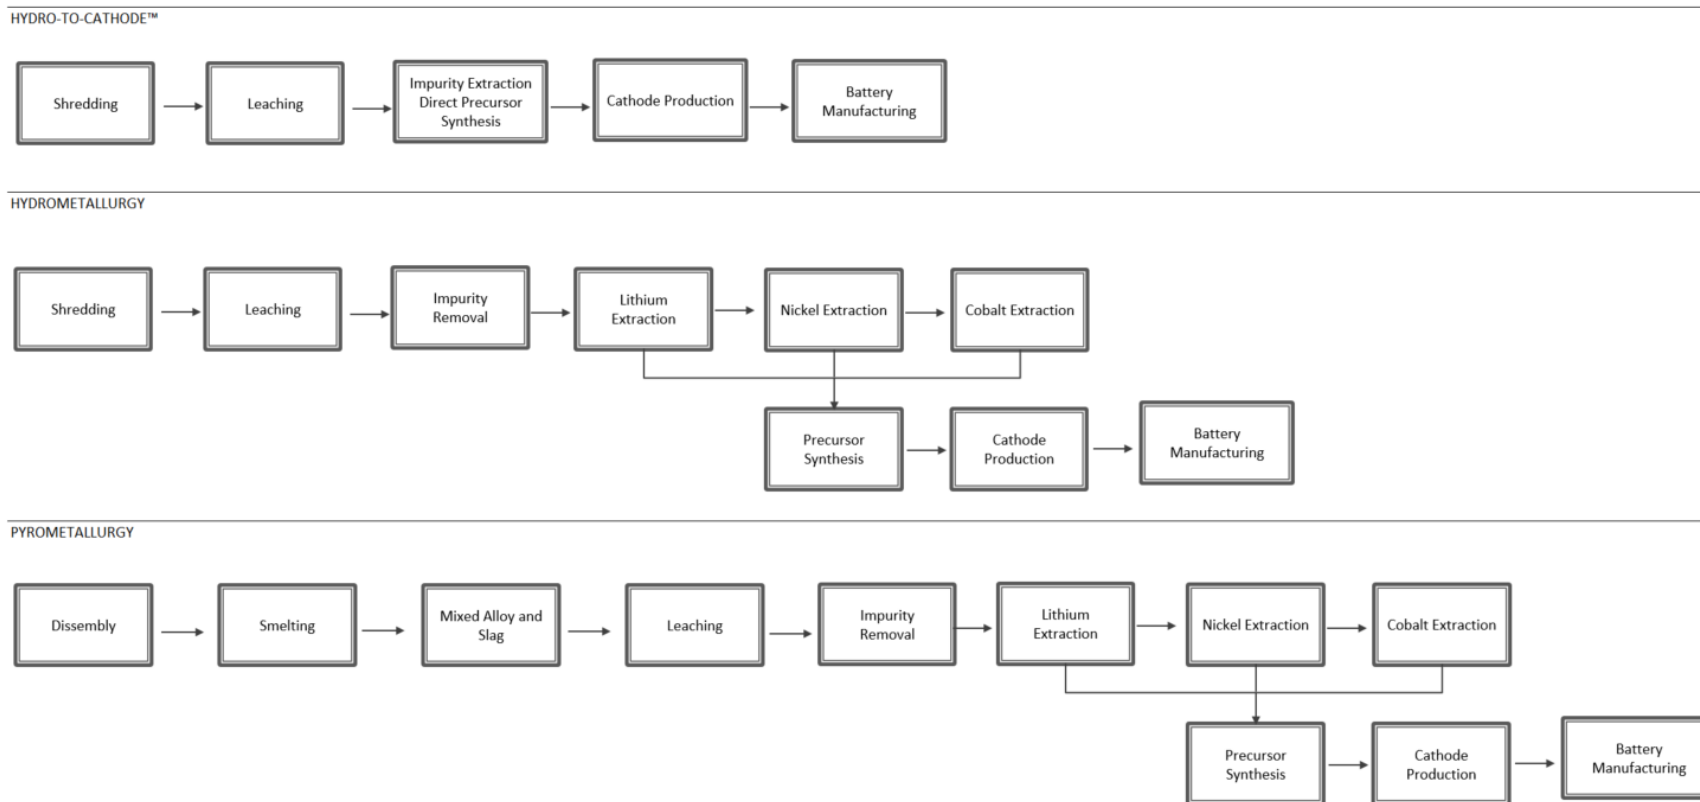 HYDRO-TO-CATHODE™
Shredding
Leaching
Impurity Extraction
Direct Precursor
Synthesis
Cathode Production
Battery
Manufacturing
HYDROMETALLURGY
Shredding
Leaching
Impurity
Removal
Lithium
Extraction
Nickel Extraction
Cobalt Extraction
Precursor
Synthesis
Cathode
Production
Battery
Manufacturing
PYROMETALLURGY
Dissembly
Smelting
Mixed Alloy and
Slag
Leaching
Impurity
Removal
Lithium
Extraction
Nickel Extraction
Cobalt Extraction
Precursor
Synthesis
Cathode
Production
Battery
Manufacturing